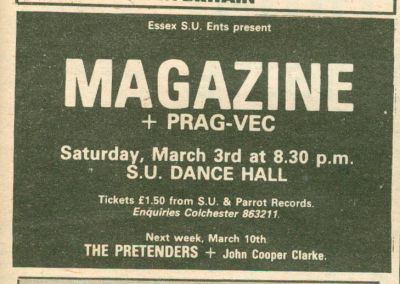 Essex S.U. Ents present
MAGAZINE
+ PRAG-VEC
Saturday, March 3rd at 8.30 p.m.
S.U. DANCE HALL
Tickets £1.50 from S.U. & Parrot Records.
Enquiries Colchester 863211.
Next week, March 10th
THE PRETENDERS + John Cooper Clarke.